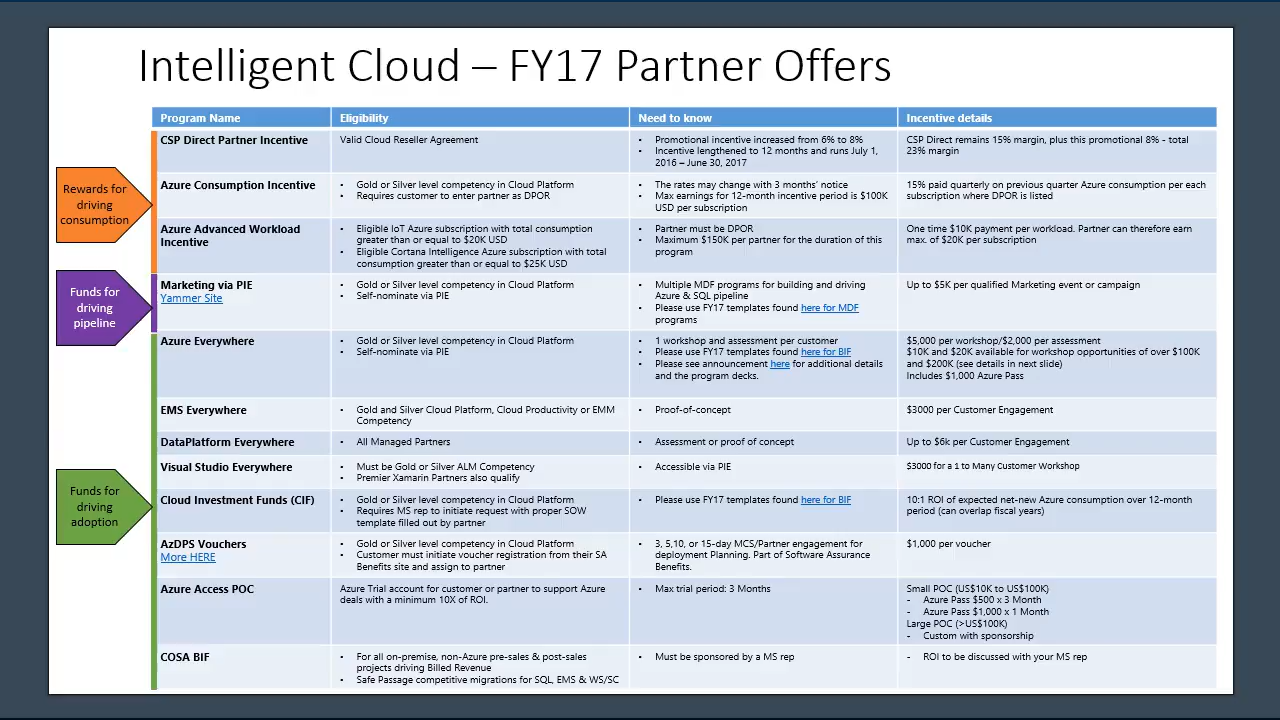 Intelligent Cloud – FY17 Partner Offers
Program Name
Eligibility
Need to know
Incentive details
Rewards for
driving
consumption
CSP Direct Partner Incentive
Valid Cloud Reseller Agreement
• Promotional incentive increased from 6% to 8%
• Incentive lengthened to 12 months and runs July 1,
2016 – June 30, 2017
CSP Direct remains 15% margin, plus this promotional 8% - total
23% margin
Azure Consumption Incentive
• Gold or Silver level competency in Cloud Platform
• Requires customer to enter partner as DPOR
• The rates may change with 3 months' notice
• Max earnings for 12-month incentive period is $100K
USD per subscription
15% paid quarterly on previous quarter Azure consumption per each
subscription where DPOR is listed
Azure Advanced Workload
Incentive
• Eligible IoT Azure subscription with total consumption
greater than or equal to $20K USD
• Eligible Cortana Intelligence Azure subscription with total
consumption greater than or equal to $25K USD
• Partner must be DPOR
• Maximum $150K per partner for the duration of this
program
One time $10K payment per workload. Partner can therefore earn
max. of $20K per subscription
Funds for
driving
pipeline
Marketing via PIE
Yammer Site
• Gold or Silver level competency in Cloud Platform
• Self-nominate via PIE
• Multiple MDF programs for building and driving
Azure & SQL pipeline
• Please use FY17 templates found here for MDF
programs
Up to $5K per qualified Marketing event or campaign
Funds for
driving
adoption
Azure Everywhere
• Gold or Silver level competency in Cloud Platform
• Self-nominate via PIE
• 1 workshop and assessment per customer
• Please use FY17 templates found here for BIF
• Please see announcement here for additional details
and the program decks.
$5,000 per workshop/$2,000 per assessment
$10K and $20K available for workshop opportunities of over $100K
and $200K (see details in next slide)
Includes $1,000 Azure Pass
EMS Everywhere
• Gold and Silver Cloud Platform, Cloud Productivity or EMM
Competency
• Proof-of-concept
$3000 per Customer Engagement
DataPlatform Everywhere
• All Managed Partners
• Assessment or proof of concept
Up to $6k per Customer Engagement
Visual Studio Everywhere
• Must be Gold or Silver ALM Competency
• Premier Xamarin Partners also qualify
• Accessible via PIE
$3000 for a 1 to Many Customer Workshop
Cloud Investment Funds (CIF)
• Gold or Silver level competency in Cloud Platform
• Requires MS rep to initiate request with proper SOW
template filled out by partner
• Please use FY17 templates found here for BIF
10:1 ROI of expected net-new Azure consumption over 12-month
period (can overlap fiscal years)
AzDPS Vouchers
More HERE
• Gold or Silver level competency in Cloud Platform
• Customer must initiate voucher registration from their SA
Benefits site and assign to partner
• 3, 5,10, or 15-day MCS/Partner engagement for
deployment Planning. Part of Software Assurance
Benefits.
$1,000 per voucher
Azure Access POC
Azure Trial account for customer or partner to support Azure
deals with a minimum 10X of ROI.
• Max trial period: 3 Months
Small POC (US$10K to US$100K)
- Azure Pass $500 x 3 Month
- Azure Pass $1,000 x 1 Month
Large POC (>US$100K)
- Custom with sponsorship
COSA BIF
• For all on-premise, non-Azure pre-sales & post-sales
projects driving Billed Revenue
• Safe Passage competitive migrations for SQL, EMS & WS/SC
• Must be sponsored by a MS rep
- ROI to be discussed with your MS rep